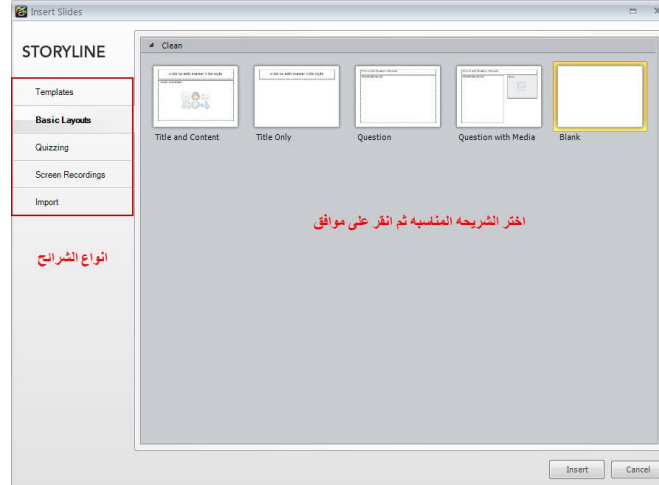 Insert Slides
STORYLINE
Templates
Basic Layouts
Quizzing
Screen Recordings
Import
انواع الشرائح
Clean
Title and Content
Title Only
Question
Question with Media
Blank
اختر الشريحه المناسبه ثم انقر على موافق
Insert
Cancel